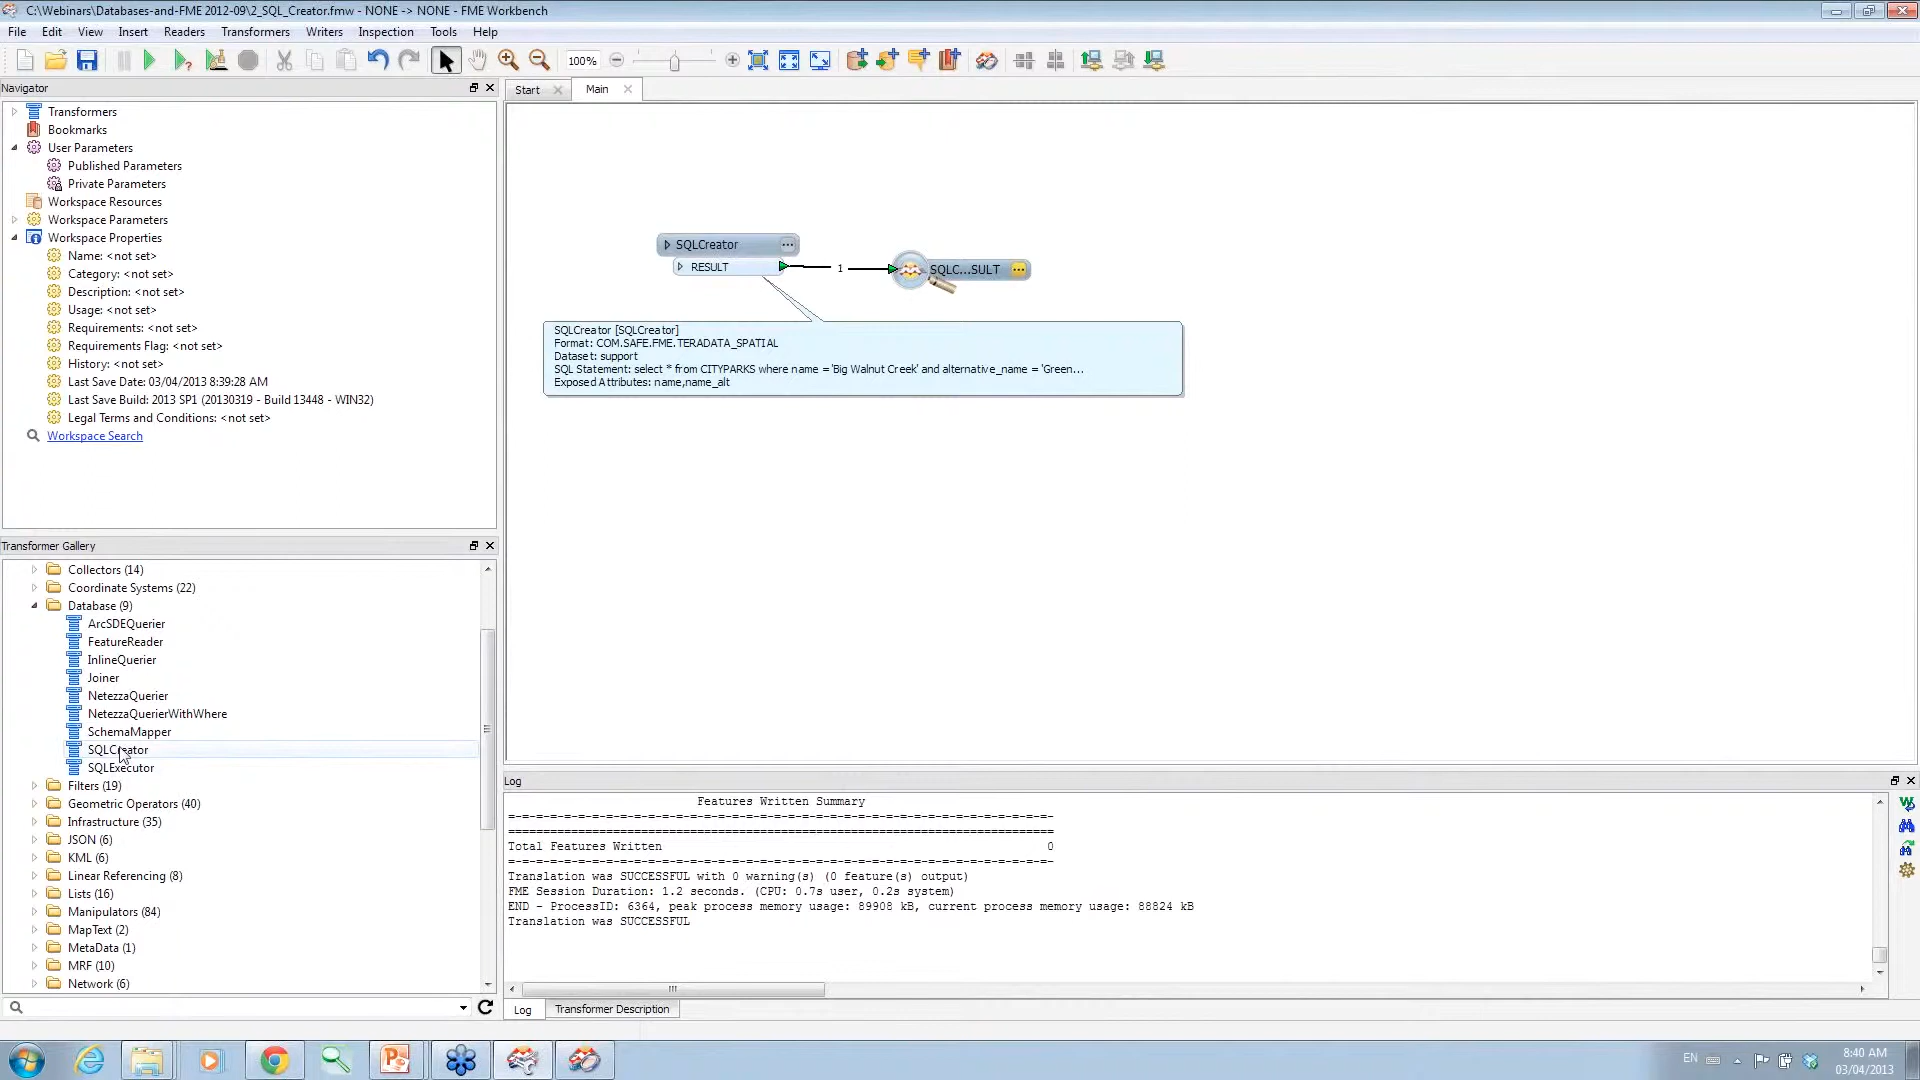 C:\Webinars\Databases-and-FME 2012-09\2_SQL_Creator.fmw - NONE -> NONE - FME Workbench
File Edit View Insert Readers Transformers Writers Inspection Tools Help
100%
Navigator
Transformers
Bookmarks
User Parameters
Published Parameters
Private Parameters
Workspace Resources
Workspace Parameters
Workspace Properties
Name: <not set>
Category: <not set>
Description: <not set>
Usage: <not set>
Requirements: <not set>
Requirements Flag: <not set>
History: <not set>
Last Save Date: 03/04/2013 8:39:28 AM
Last Save Build: 2013 SP1 (20130319 - Build 13448 - WIN32)
Legal Terms and Conditions: <not set>
Workspace Search
Transformer Gallery
Collectors (14)
Coordinate Systems (22)
Database (9)
ArcSDEQuerier
FeatureReader
InlineQuerier
Joiner
NetezzaQuerier
NetezzaQuerierWithWhere
SchemaMapper
SQLCreator
SQLExecutor
Filters (19)
Geometric Operators (40)
Infrastructure (35)
JSON (6)
KML (6)
Linear Referencing (8)
Lists (16)
Manipulators (84)
MapText (2)
MetaData (1)
MRF (10)
Network (6)
Start Main
SQLCreator
RESULT
1
SQLC...SULT
SQLCreator [SQLCreator]
Format: COM.SAFE.FME.TERADATA_SPATIAL
Dataset: support
SQL Statement: select * from CITYPARKS where name = 'Big Walnut Creek' and alternative_name = 'Green...
Exposed Attributes: name,name_alt
Log
Features Written Summary
=-=-=-=-=-=-=-=-=-=-=-=-=-=-=-=-=-=-=-=-=-=-=-=-=-=-=-=-=-=-=-=-=-=-=-=-=-=-
==============================================================================
Total Features Written 0
=-=-=-=-=-=-=-=-=-=-=-=-=-=-=-=-=-=-=-=-=-=-=-=-=-=-=-=-=-=-=-=-=-=-=-=-=-=-
Translation was SUCCESSFUL with 0 warning(s) (0 feature(s) output)
FME Session Duration: 1.2 seconds. (CPU: 0.7s user, 0.2s system)
END - ProcessID: 6364, peak process memory usage: 89908 kB, current process memory usage: 88824 kB
Translation was SUCCESSFUL
Log Transformer Description
EN
8:40 AM
03/04/2013